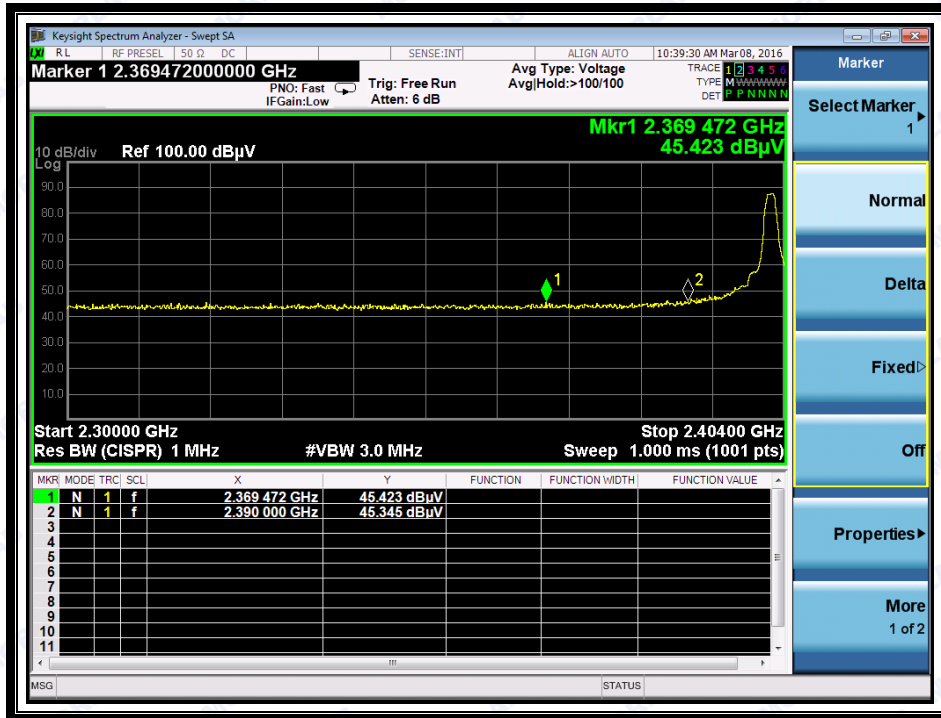 Keysight Spectrum Analyzer - Swept SA
LXI RL RF PRESEL 50 Ω DC SENSE:INT ALIGN AUTO 10:39:30 AM Mar 08, 2016
Marker 1 2.369472000000 GHz
PNO: Fast
IFGain:Low
Trig: Free Run
Atten: 6 dB
Avg Type: Voltage
Avg|Hold:>100/100
TRACE 1 2 3 4 5 6
TYPE M WWWWW
DET P P N N N N
Mkr1 2.369 472 GHz
45.423 dBµV
10 dB/div Ref 100.00 dBµV
Log
90.0
80.0
70.0
60.0
50.0
40.0
30.0
20.0
10.0
1
2
Start 2.30000 GHz Stop 2.40400 GHz
Res BW (CISPR) 1 MHz #VBW 3.0 MHz Sweep 1.000 ms (1001 pts)
MKR MODE TRC SCL X Y FUNCTION FUNCTION WIDTH FUNCTION VALUE
1 N 1 f 2.369 472 GHz 45.423 dBµV
2 N 1 f 2.390 000 GHz 45.345 dBµV
3
4
5
6
7
8
9
10
11
MSG STATUS
Marker
Select Marker
1
Normal
Delta
Fixed
Off
Properties
More
1 of 2